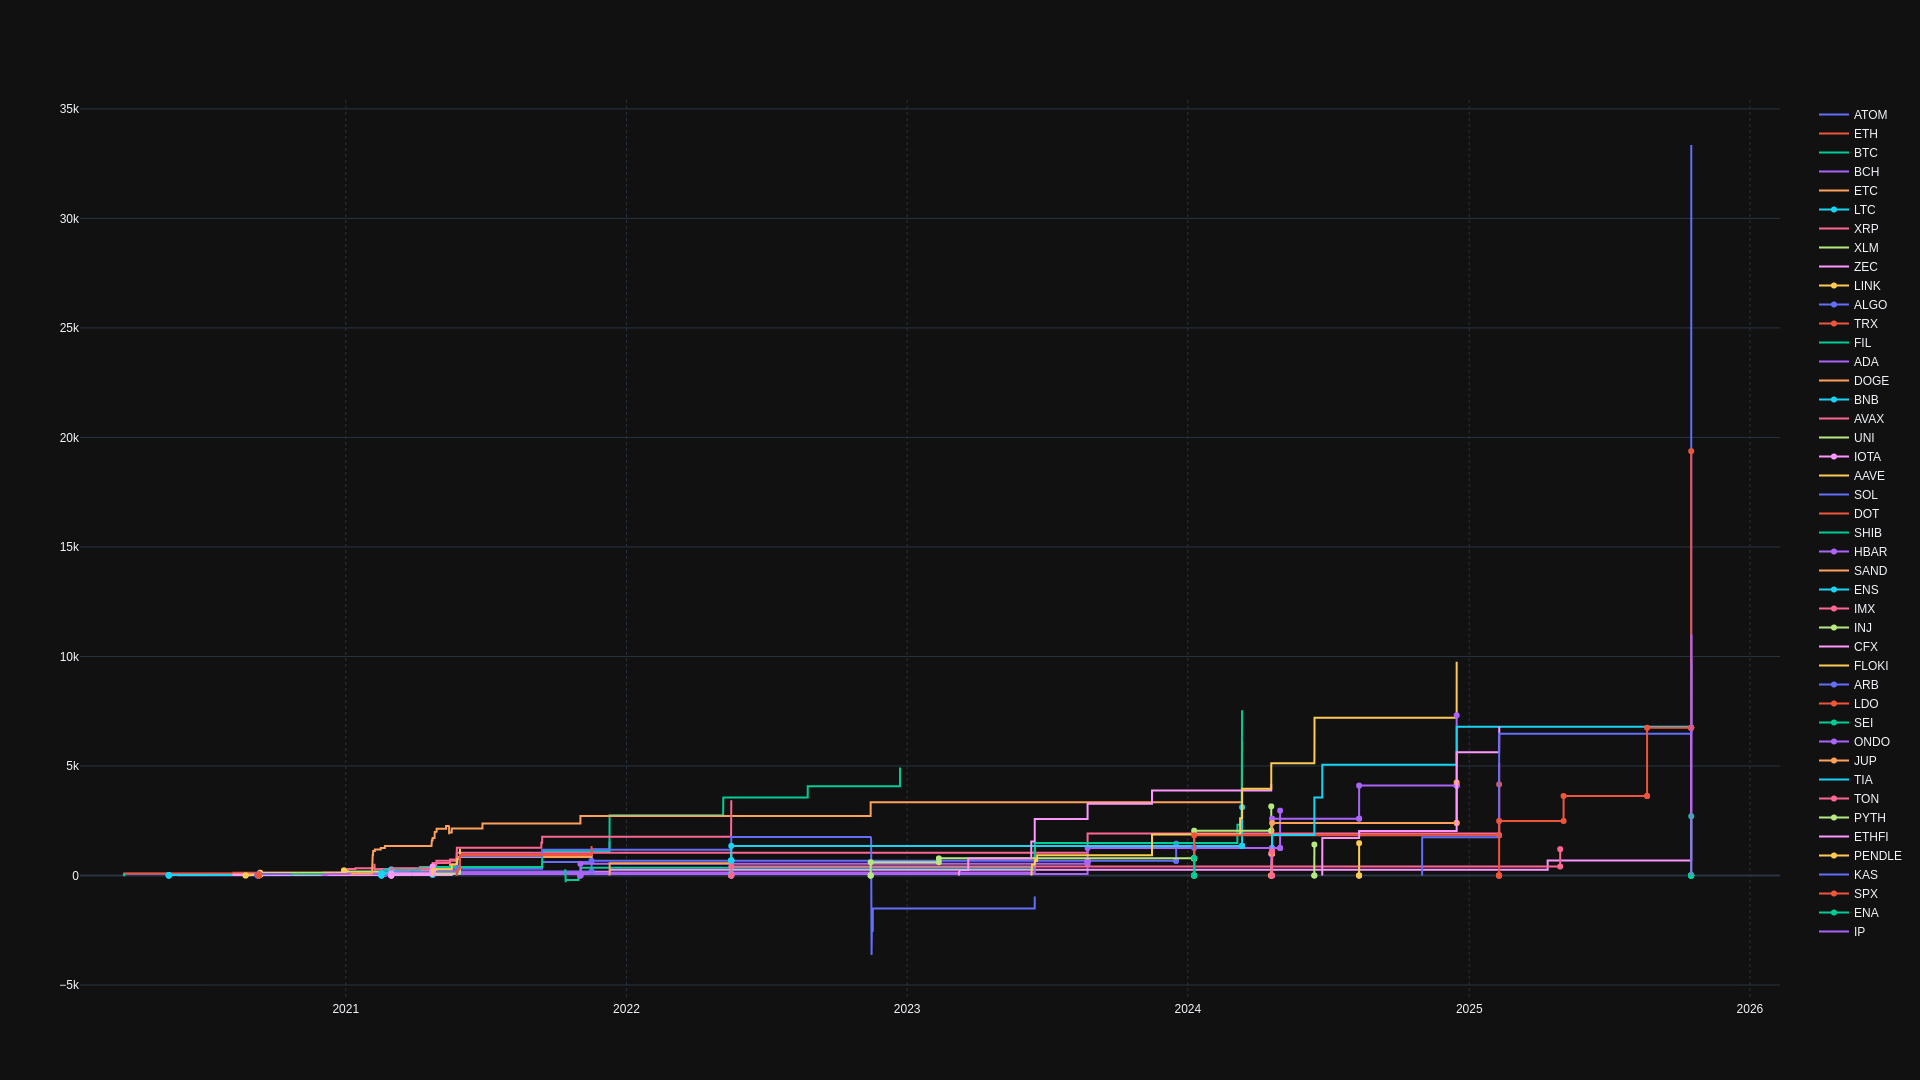 35k
30k
25k
20k
15k
10k
5k
0
−5k
2021
2022
2023
2024
2025
2026
ATOM
ETH
BTC
BCH
ETC
LTC
XRP
XLM
ZEC
LINK
ALGO
TRX
FIL
ADA
DOGE
BNB
AVAX
UNI
IOTA
AAVE
SOL
DOT
SHIB
HBAR
SAND
ENS
IMX
INJ
CFX
FLOKI
ARB
LDO
SEI
ONDO
JUP
TIA
TON
PYTH
ETHFI
PENDLE
KAS
SPX
ENA
IP